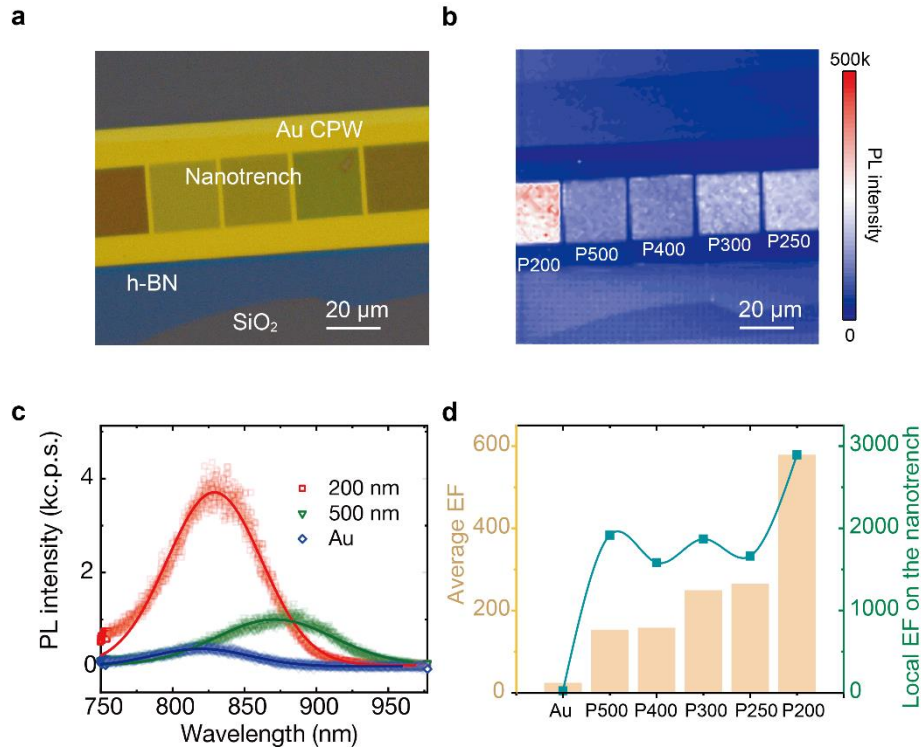 a
Au CPW
Nanotrench
h-BN
SiO₂
20 μm
b
500k
PL intensity
0
P200
P500
P400
P300
P250
20 μm
c
PL intensity (kc.p.s.)
4
2
0
200 nm
500 nm
Au
750
800
850
900
950
Wavelength (nm)
d
Average EF
600
400
200
0
Au
P500
P400
P300
P250
P200
3000
2000
1000
0
Local EF on the nanotrench